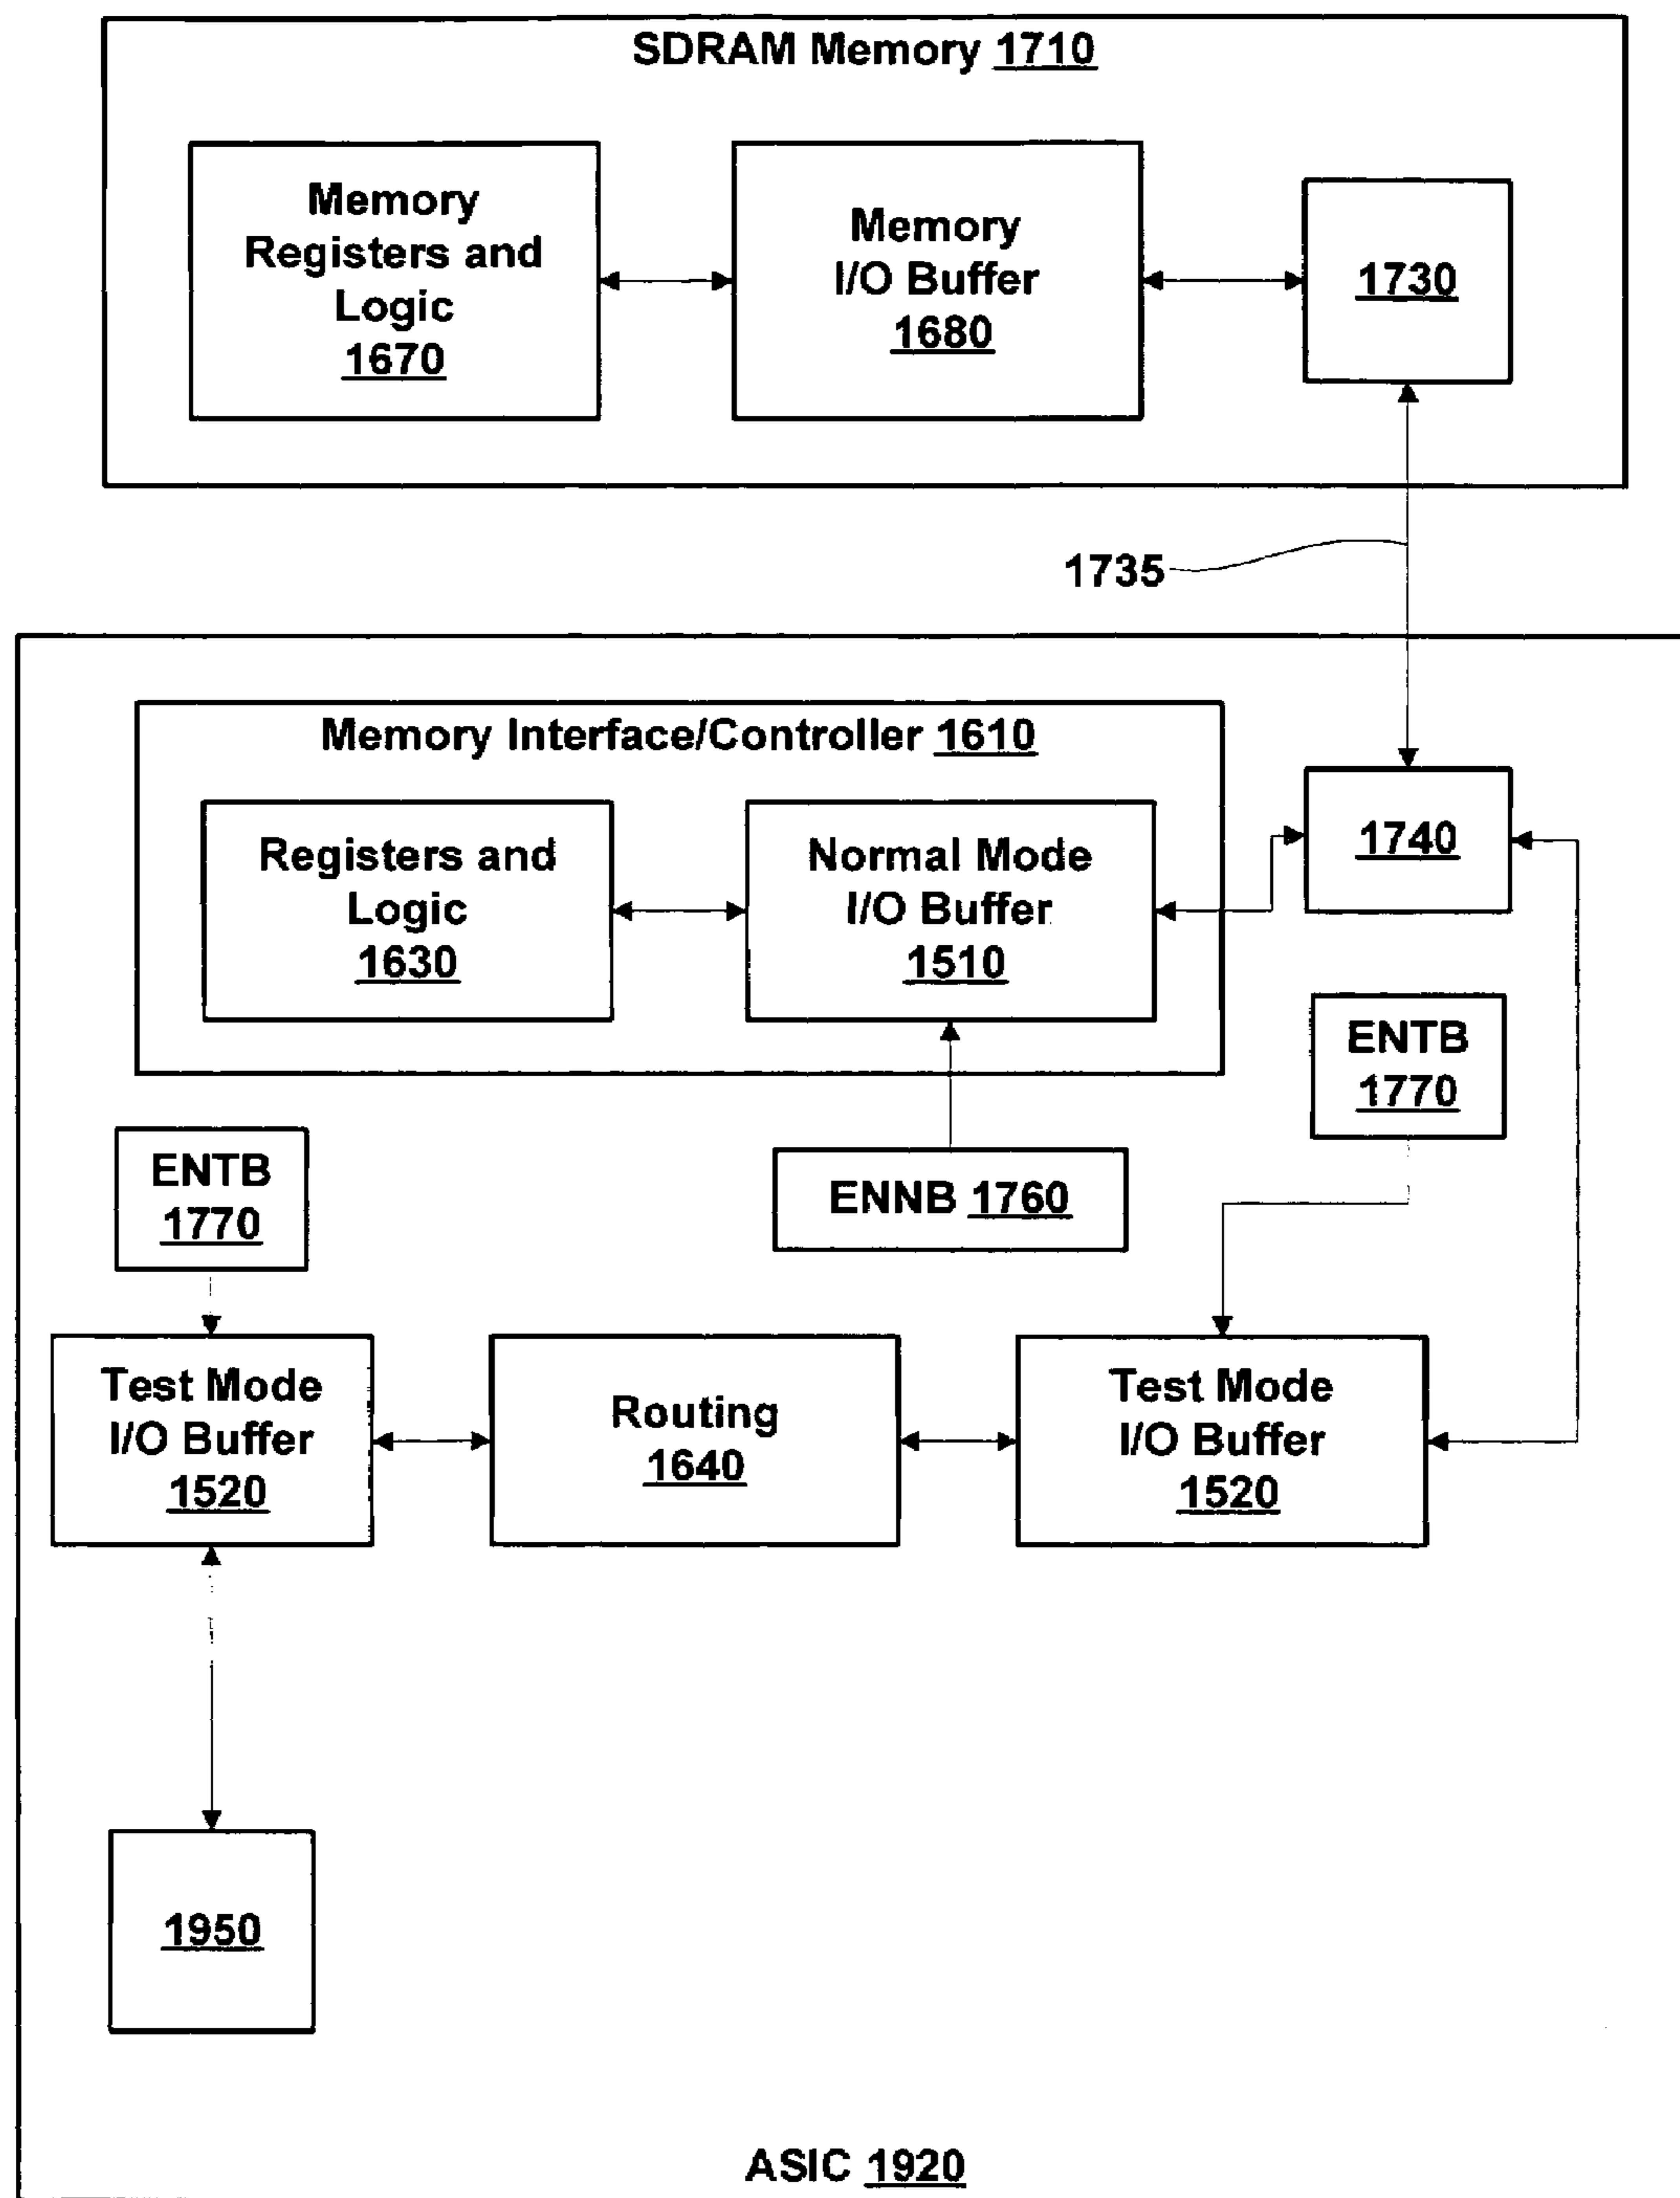 SDRAM Memory 1710
Memory
Registers and
Logic
1670
Memory
I/O Buffer
1680
1730
1735
Memory Interface/Controller 1610
Registers and
Logic
1630
Normal Mode
I/O Buffer
1510
1740
ENTB
1770
ENNB 1760
ENTB
1770
Test Mode
I/O Buffer
1520
Routing
1640
Test Mode
I/O Buffer
1520
1950
ASIC 1920